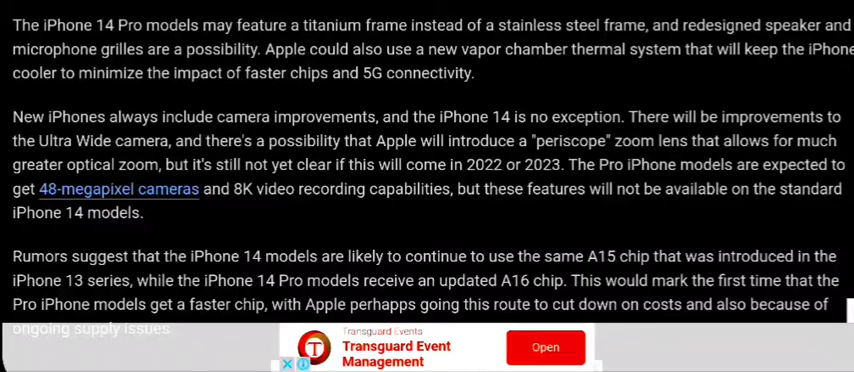 The iPhone 14 Pro models may feature a titanium frame instead of a stainless steel frame, and redesigned speaker and
microphone grilles are a possibility. Apple could also use a new vapor chamber thermal system that will keep the iPhone
cooler to minimize the impact of faster chips and 5G connectivity.
New iPhones always include camera improvements, and the iPhone 14 is no exception. There will be improvements to
the Ultra Wide camera, and there's a possibility that Apple will introduce a "periscope" zoom lens that allows for much
greater optical zoom, but it's still not yet clear if this will come in 2022 or 2023. The Pro iPhone models are expected to
get 48-megapixel cameras and 8K video recording capabilities, but these features will not be available on the standard
iPhone 14 models.
Rumors suggest that the iPhone 14 models are likely to continue to use the same A15 chip that was introduced in the
iPhone 13 series, while the iPhone 14 Pro models receive an updated A16 chip. This would mark the first time that the
Pro iPhone models get a faster chip, with Apple perhapps going this route to cut down on costs and also because of
ongoing supply issues.
Transguard Events
Transguard Event
Management
Open